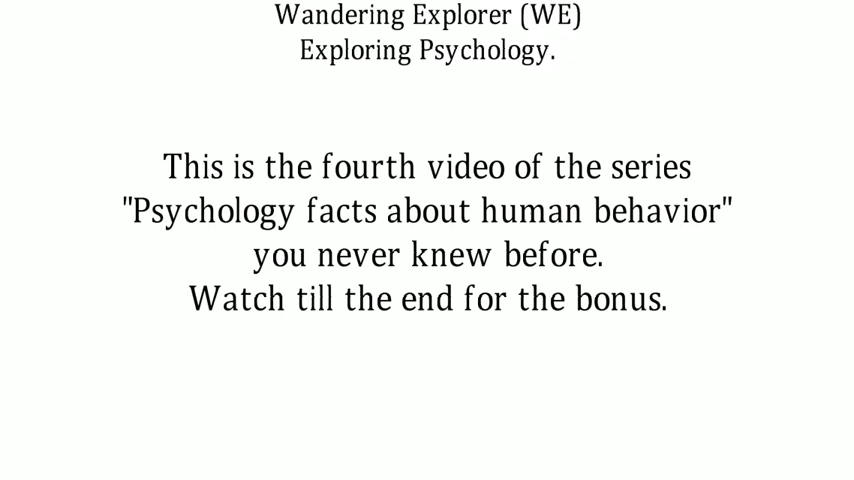 Wandering Explorer (WE)
Exploring Psychology.
This is the fourth video of the series
"Psychology facts about human behavior"
you never knew before.
Watch till the end for the bonus.